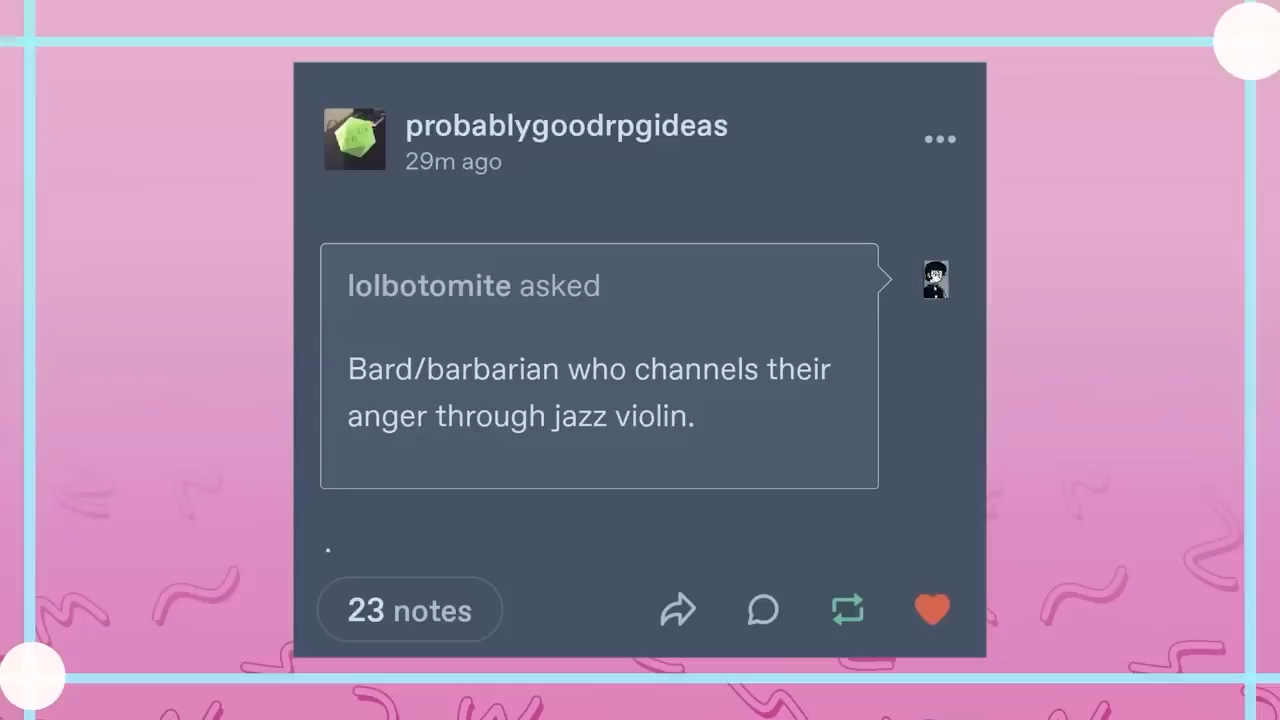 probablygoodrpgideas
29m ago
lolbotomite asked
Bard/barbarian who channels their
anger through jazz violin.
.
23 notes